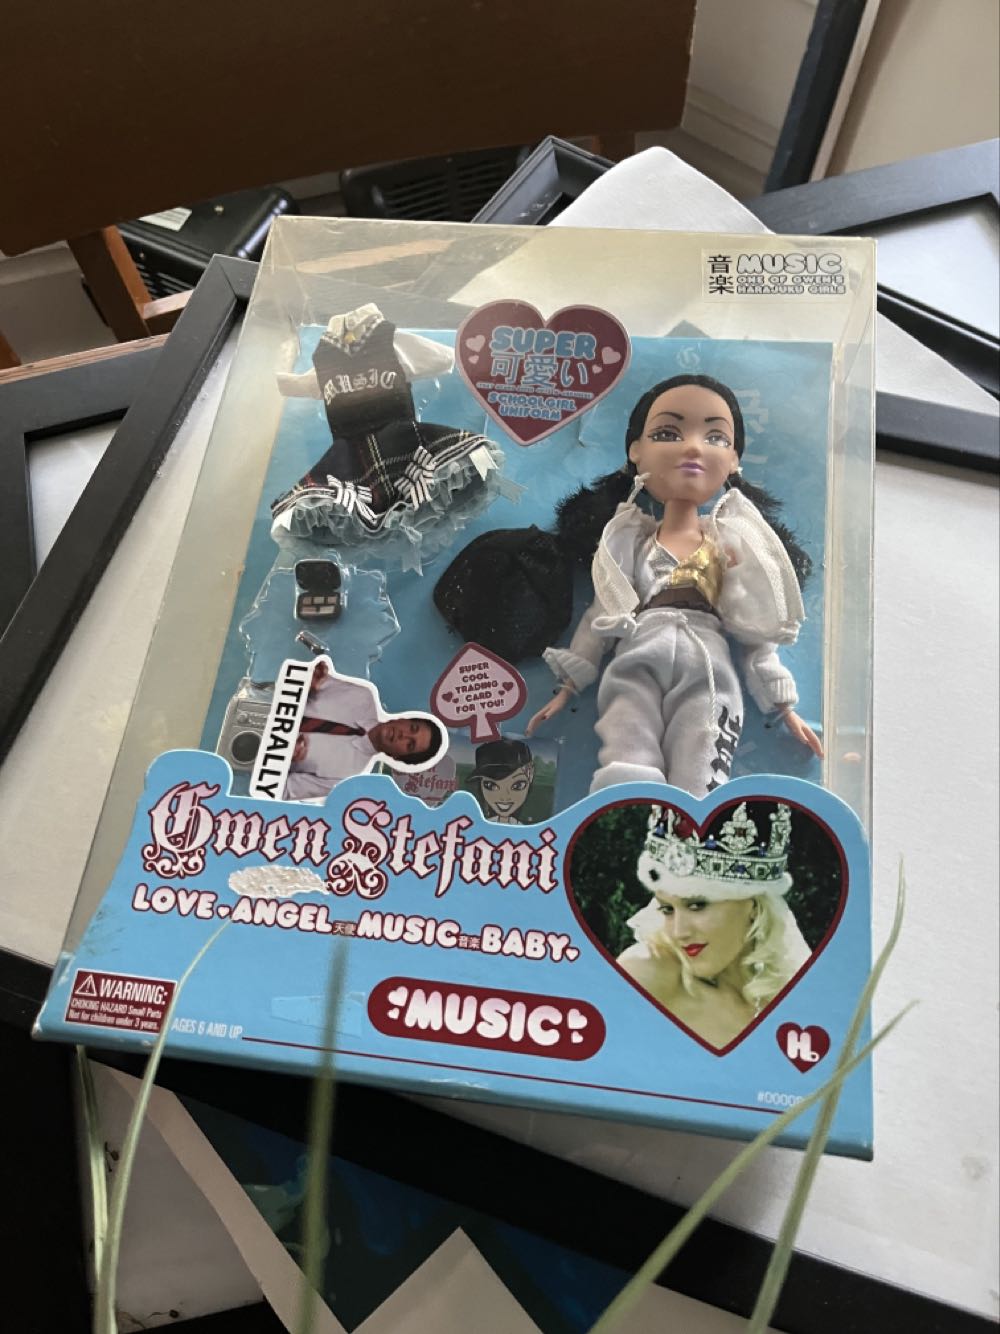 音楽
MUSIC
ONE OF GWEN'S
HARAJUKU GIRLS
SUPER
可愛い
SCHOOLGIRL
UNIFORM
MUSIC
SUPER
COOL
TRADING
CARD
FOR YOU!
LITERALLY
Stefani
Gwen Stefani
LOVE ANGEL 天使 MUSIC 音楽 BABY
WARNING:
CHOKING HAZARD Small Parts
Not for children under 3 years.
AGES 6 AND UP
MUSIC
HL